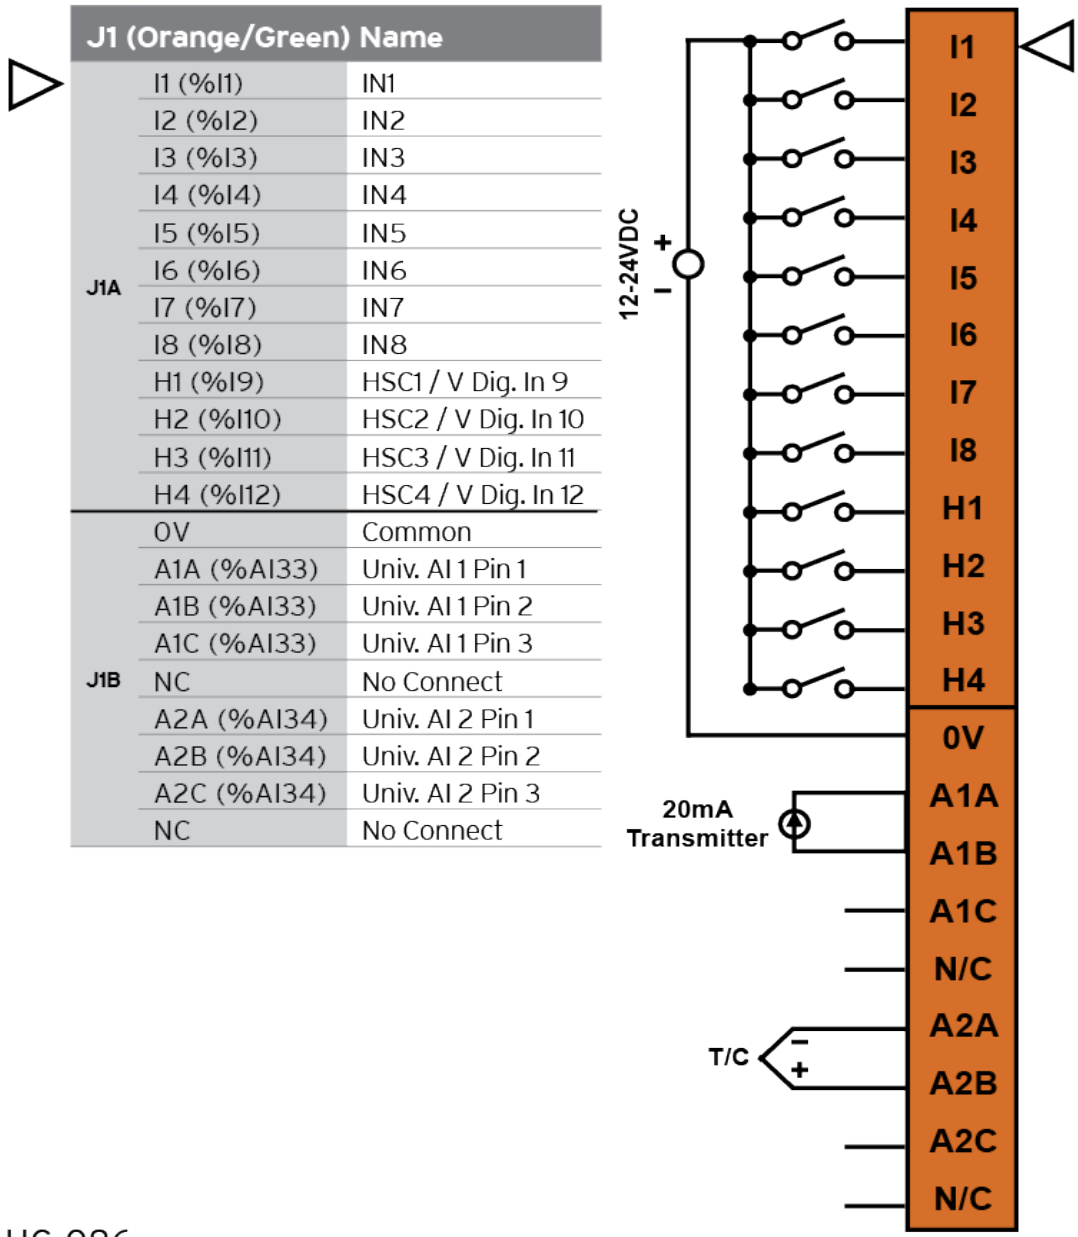 J1 (Orange/Green) Name
I1 (%I1) IN1
I2 (%I2) IN2
I3 (%I3) IN3
I4 (%I4) IN4
I5 (%I5) IN5
J1A
I6 (%I6) IN6
I7 (%I7) IN7
I8 (%I8) IN8
H1 (%I9) HSC1 / V Dig. In 9
H2 (%I10) HSC2 / V Dig. In 10
H3 (%I11) HSC3 / V Dig. In 11
H4 (%I12) HSC4 / V Dig. In 12
0V Common
A1A (%AI33) Univ. AI 1 Pin 1
A1B (%AI33) Univ. AI 1 Pin 2
A1C (%AI33) Univ. AI 1 Pin 3
J1B NC No Connect
A2A (%AI34) Univ. AI 2 Pin 1
A2B (%AI34) Univ. AI 2 Pin 2
A2C (%AI34) Univ. AI 2 Pin 3
NC No Connect
12-24VDC
+
−
20mA
Transmitter
T/C
−
+
I1
I2
I3
I4
I5
I6
I7
I8
H1
H2
H3
H4
0V
A1A
A1B
A1C
N/C
A2A
A2B
A2C
N/C